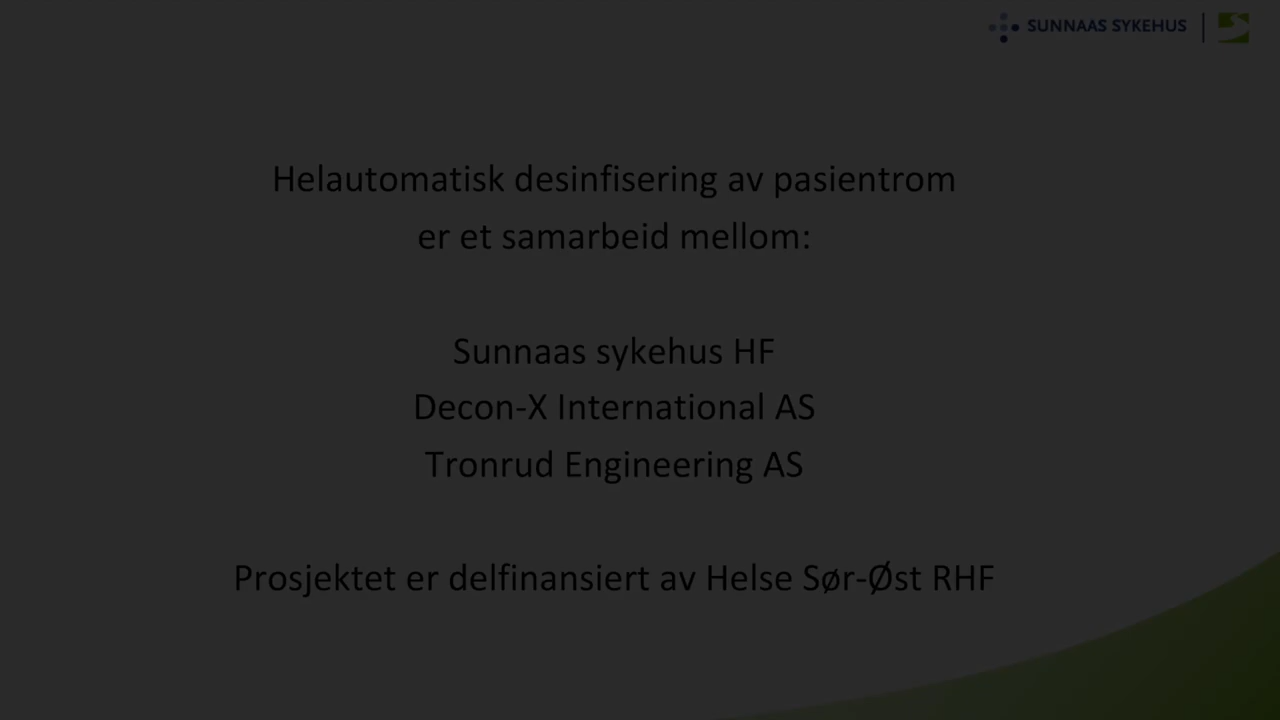 SUNNAAS SYKEHUS
Helautomatisk desinfisering av pasientrom
er et samarbeid mellom:
Sunnaas sykehus HF
Decon-X International AS
Tronrud Engineering AS
Prosjektet er delfinansiert av Helse Sør-Øst RHF